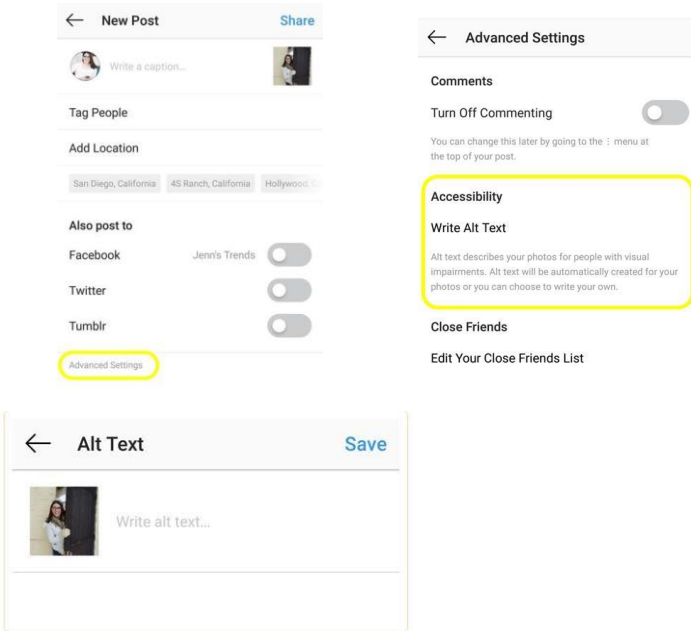 New Post
Share
Write a caption...
Tag People
Add Location
San Diego, California
4S Ranch, California
Hollywood,
Also post to
Facebook
Jenn's Trends
Twitter
Tumblr
Advanced Settings
Advanced Settings
Comments
Turn Off Commenting
You can change this later by going to the ⋮ menu at
the top of your post.
Accessibility
Write Alt Text
Alt text describes your photos for people with visual
impairments. Alt text will be automatically created for your
photos or you can choose to write your own.
Close Friends
Edit Your Close Friends List
Alt Text
Save
Write alt text...